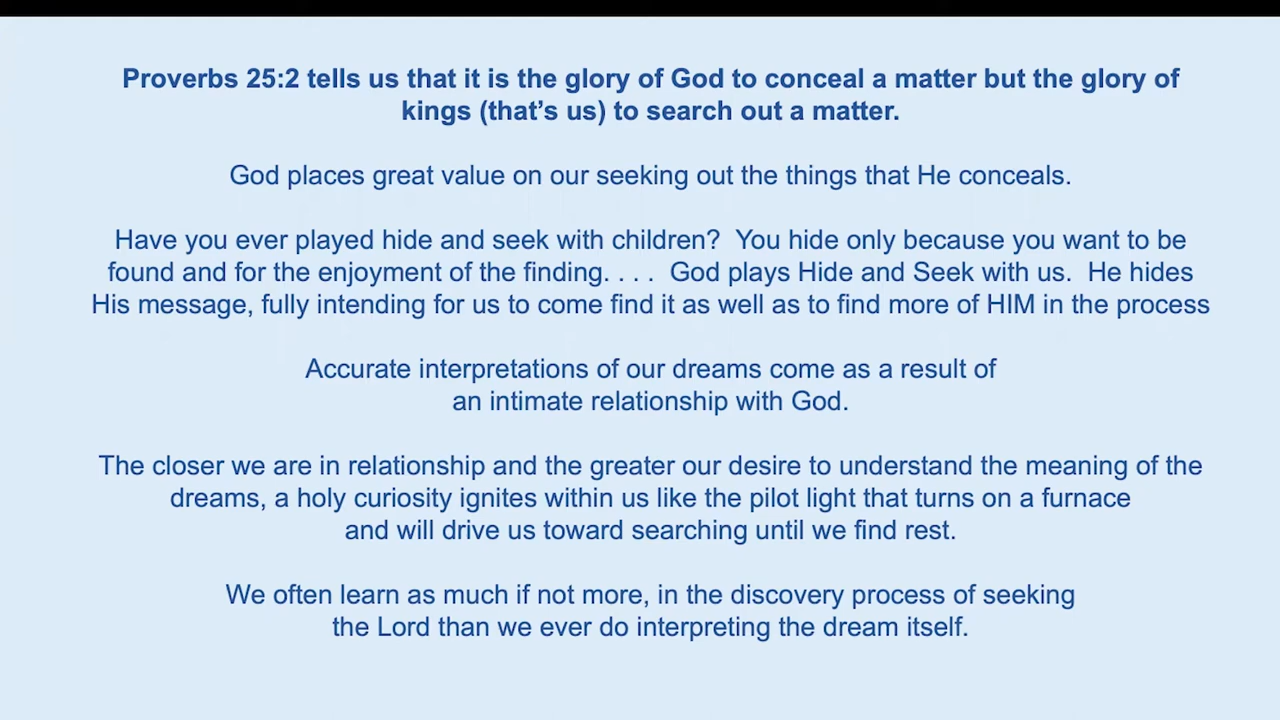 Proverbs 25:2 tells us that it is the glory of God to conceal a matter but the glory of
kings (that’s us) to search out a matter.
God places great value on our seeking out the things that He conceals.
Have you ever played hide and seek with children?  You hide only because you want to be
found and for the enjoyment of the finding. . . .  God plays Hide and Seek with us.  He hides
His message, fully intending for us to come find it as well as to find more of HIM in the process
Accurate interpretations of our dreams come as a result of
an intimate relationship with God.
The closer we are in relationship and the greater our desire to understand the meaning of the
dreams, a holy curiosity ignites within us like the pilot light that turns on a furnace
and will drive us toward searching until we find rest.
We often learn as much if not more, in the discovery process of seeking
the Lord than we ever do interpreting the dream itself.